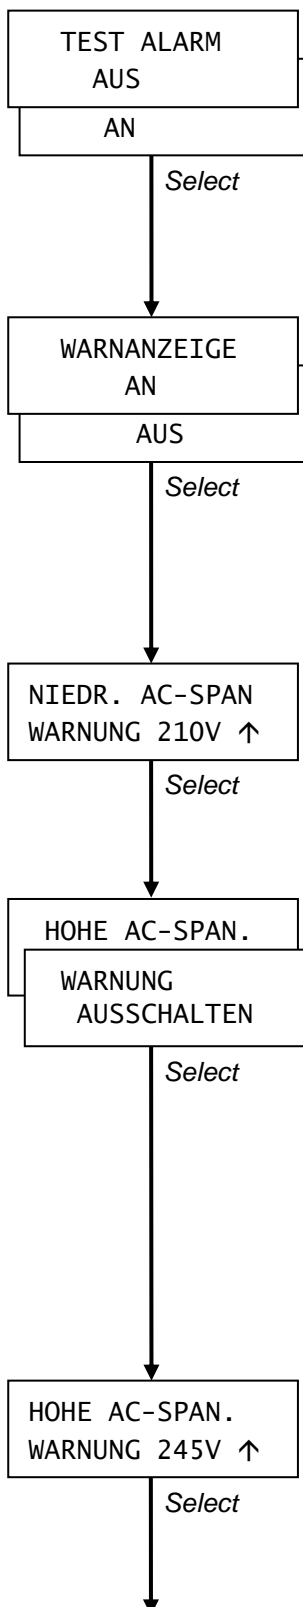 TEST ALARM
AUS
AN
Select
WARNANZEIGE
AN
AUS
Select
NIEDR. AC-SPAN
WARNUNG 210V ↑
Select
HOHE AC-SPAN.
WARNUNG
AUSSCHALTEN
Select
HOHE AC-SPAN.
WARNUNG 245V ↑
Select